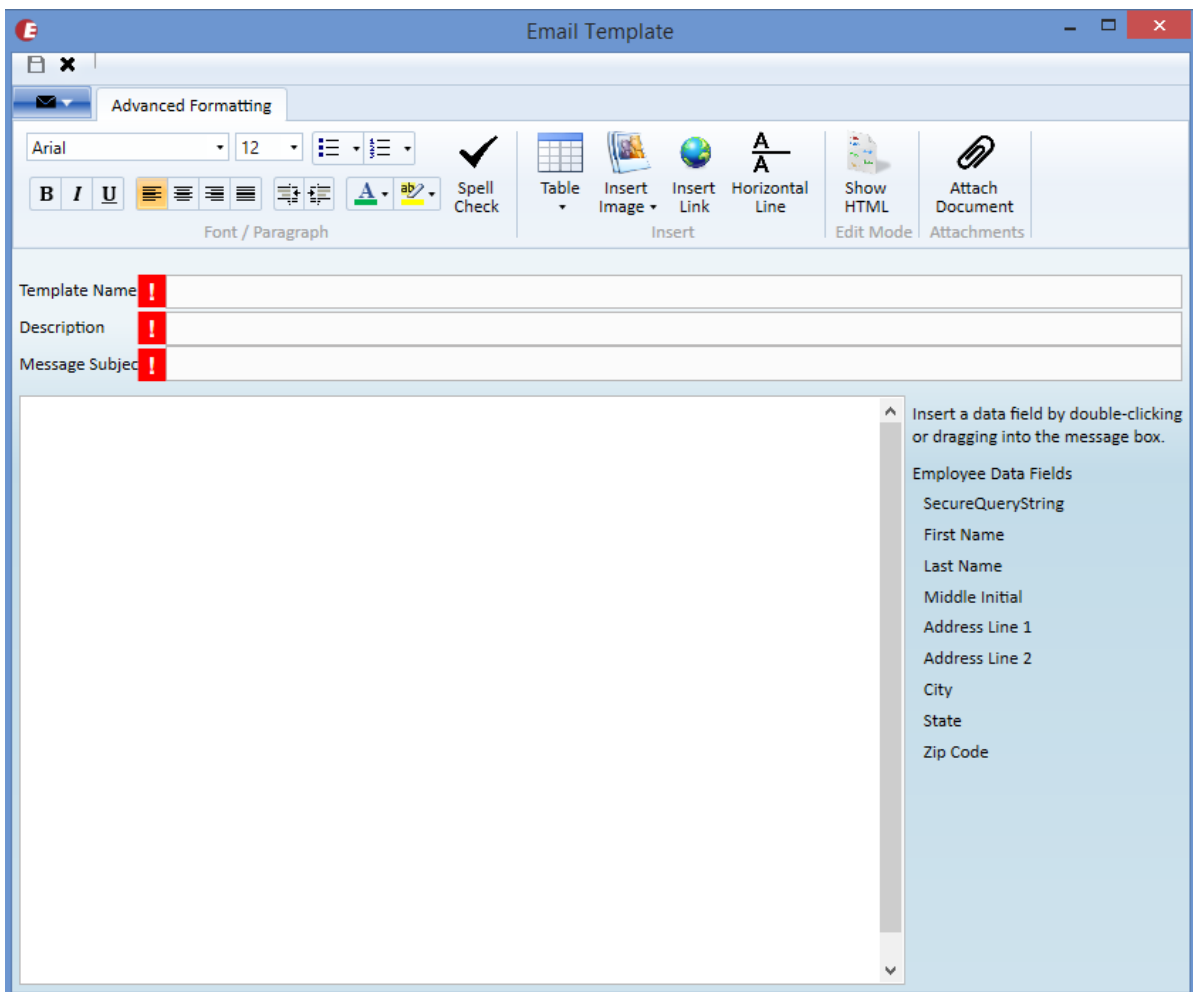 Email Template
Advanced Formatting
Arial 12
B I U A ab Spell Check
Table Insert Image Insert Link A A Horizontal Line
Show HTML
Attach Document
Font / Paragraph Insert Edit Mode Attachments
Template Name !
Description !
Message Subjec !
Insert a data field by double-clicking
or dragging into the message box.
Employee Data Fields
SecureQueryString
First Name
Last Name
Middle Initial
Address Line 1
Address Line 2
City
State
Zip Code